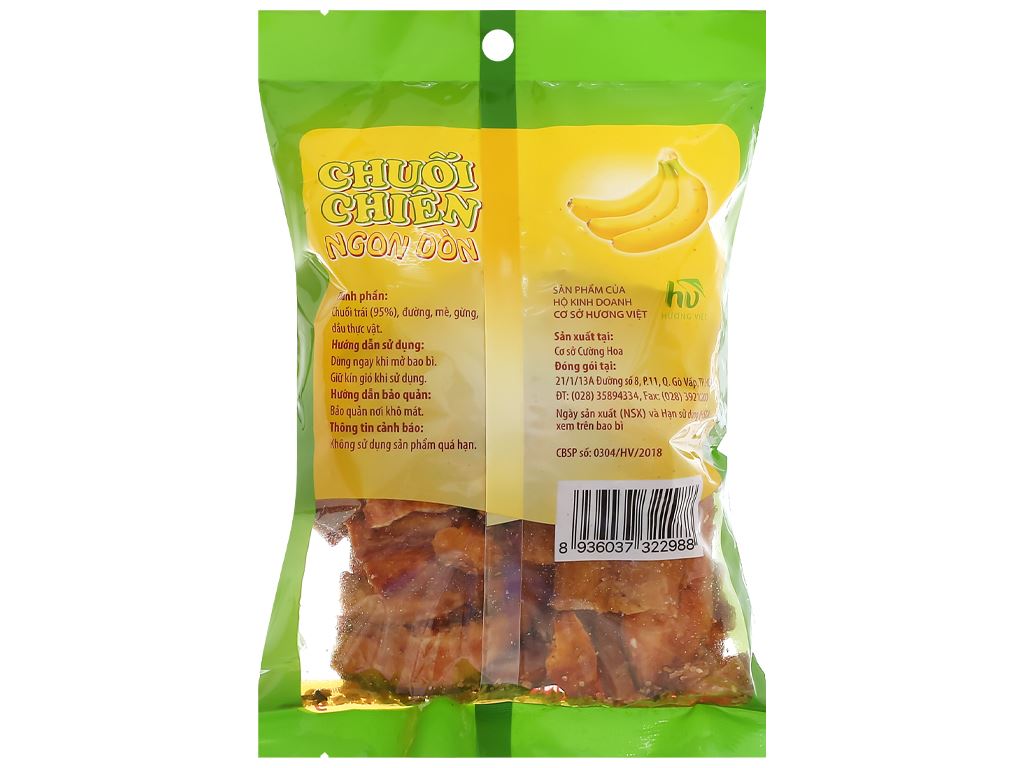 CHUỐI
CHIÊN
NGON DÒN
Thành phần:
Chuối trái (95%), đường, mè, gừng,
dầu thực vật.
Hướng dẫn sử dụng:
Dùng ngay khi mở bao bì.
Giữ kín gió khi sử dụng.
Hướng dẫn bảo quản:
Bảo quản nơi khô mát.
Thông tin cảnh báo:
Không sử dụng sản phẩm quá hạn.
SẢN PHẨM CỦA
HỘ KINH DOANH
CƠ SỞ HƯƠNG VIỆT
hv
HƯƠNG VIỆT
Sản xuất tại:
Cơ sở Cường Hoa
Đóng gói tại:
21/1/13A Đường số 8, P.11, Q. Gò Vấp,
ĐT: (028) 35894334, Fax: (028)
Ngày sản xuất (NSX) và Hạn sử dụng
xem trên bao bì
CBSP số: 0304/HV/2018
8 936037 322988